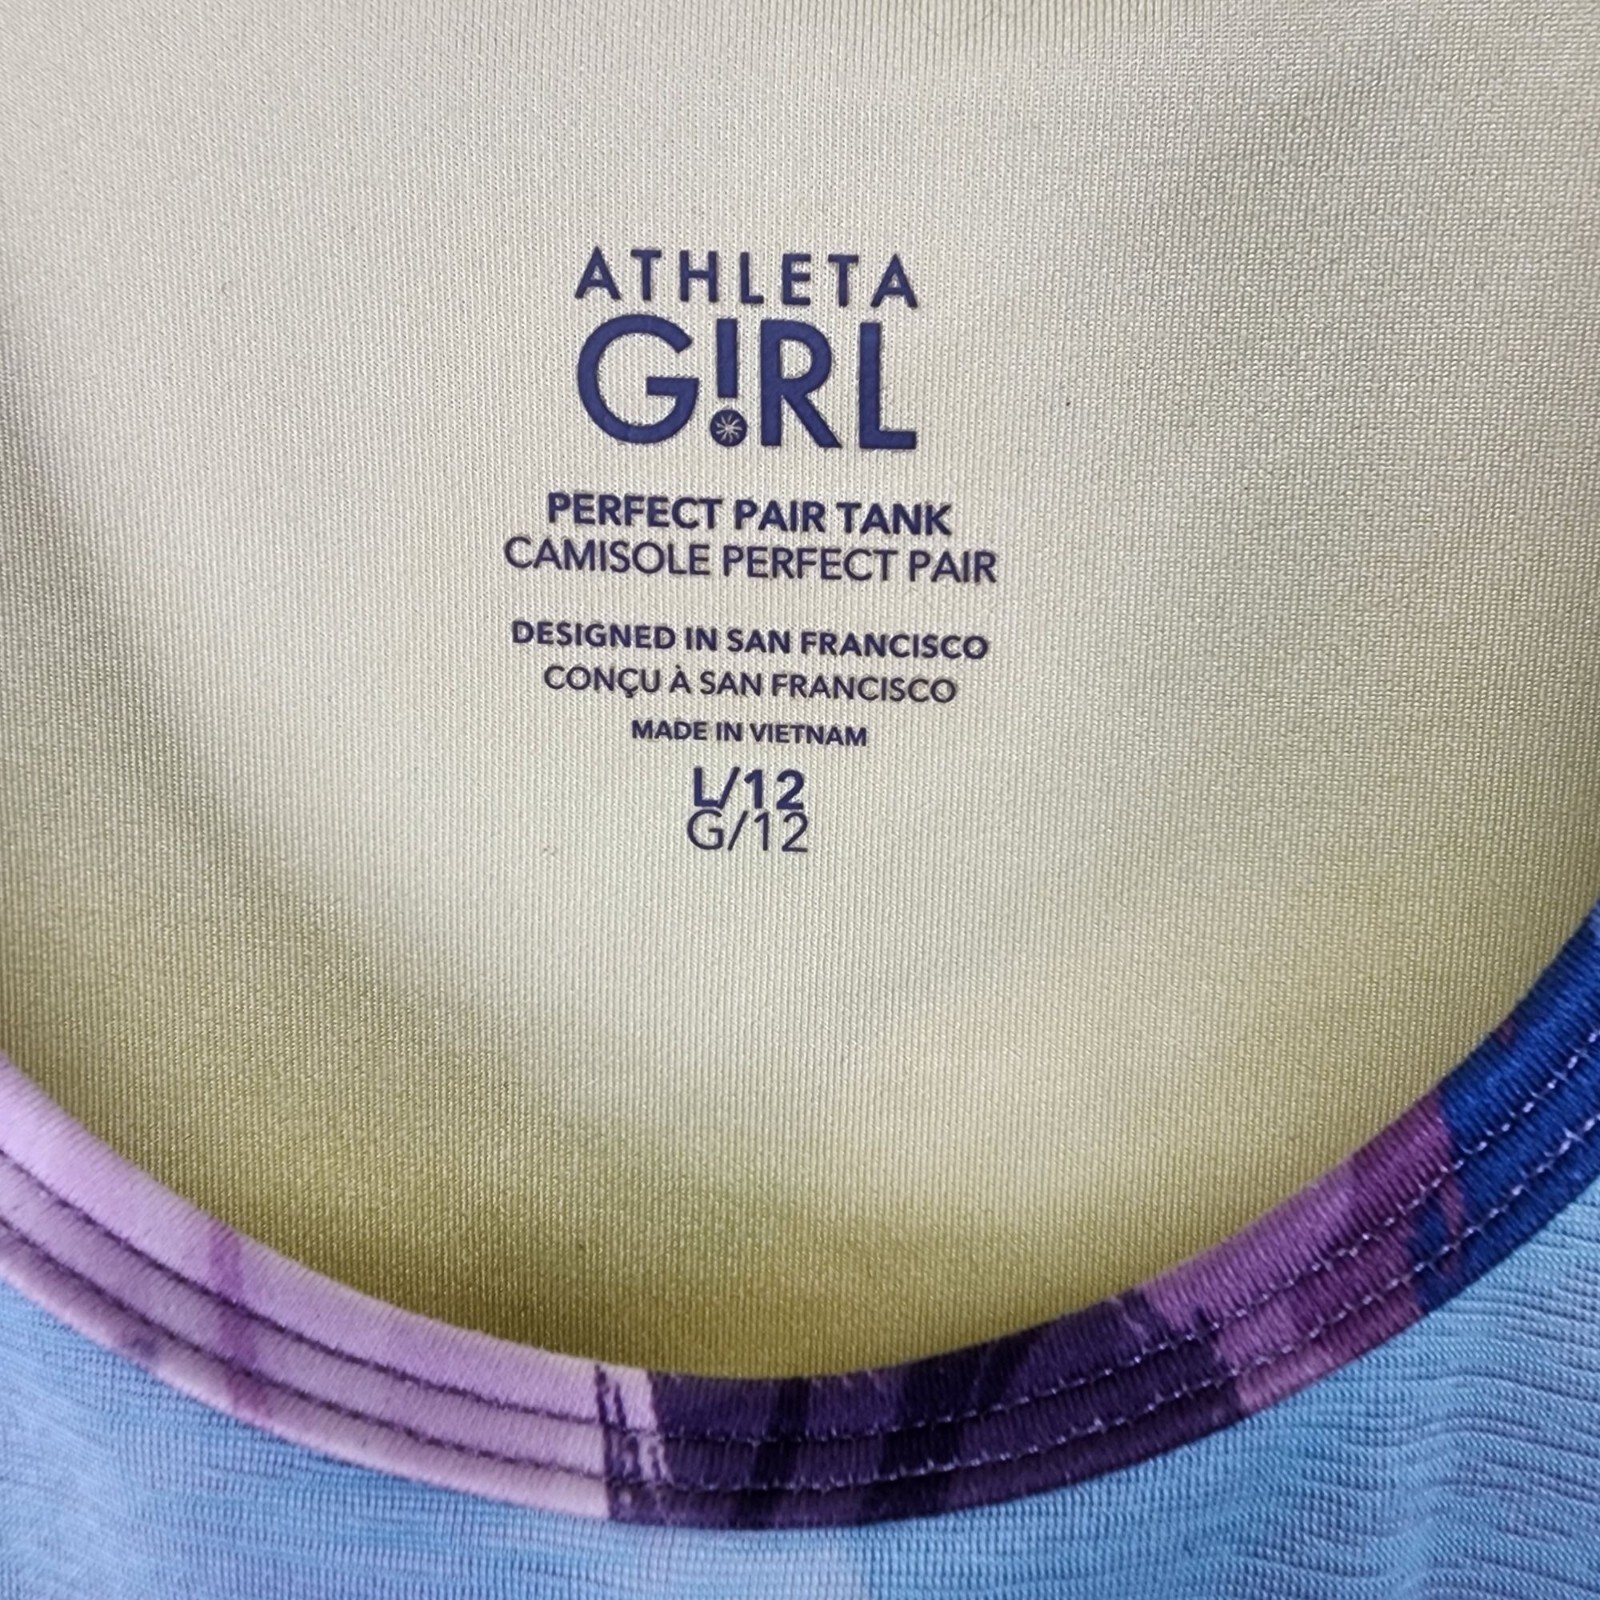 ATHLETA
G!RL
PERFECT PAIR TANK
CAMISOLE PERFECT PAIR
DESIGNED IN SAN FRANCISCO
CONÇU À SAN FRANCISCO
MADE IN VIETNAM
L/12
G/12